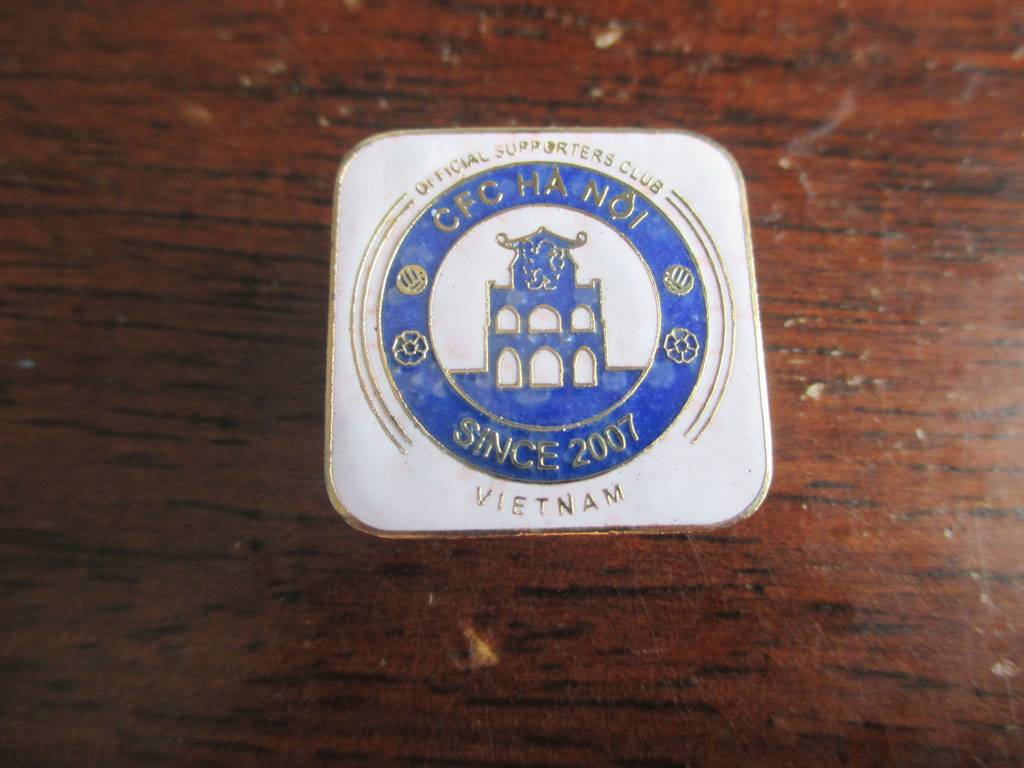 OFFICIAL SUPPORTERS CLUB
CFC HÀ NỘI
SINCE 2007
VIETNAM